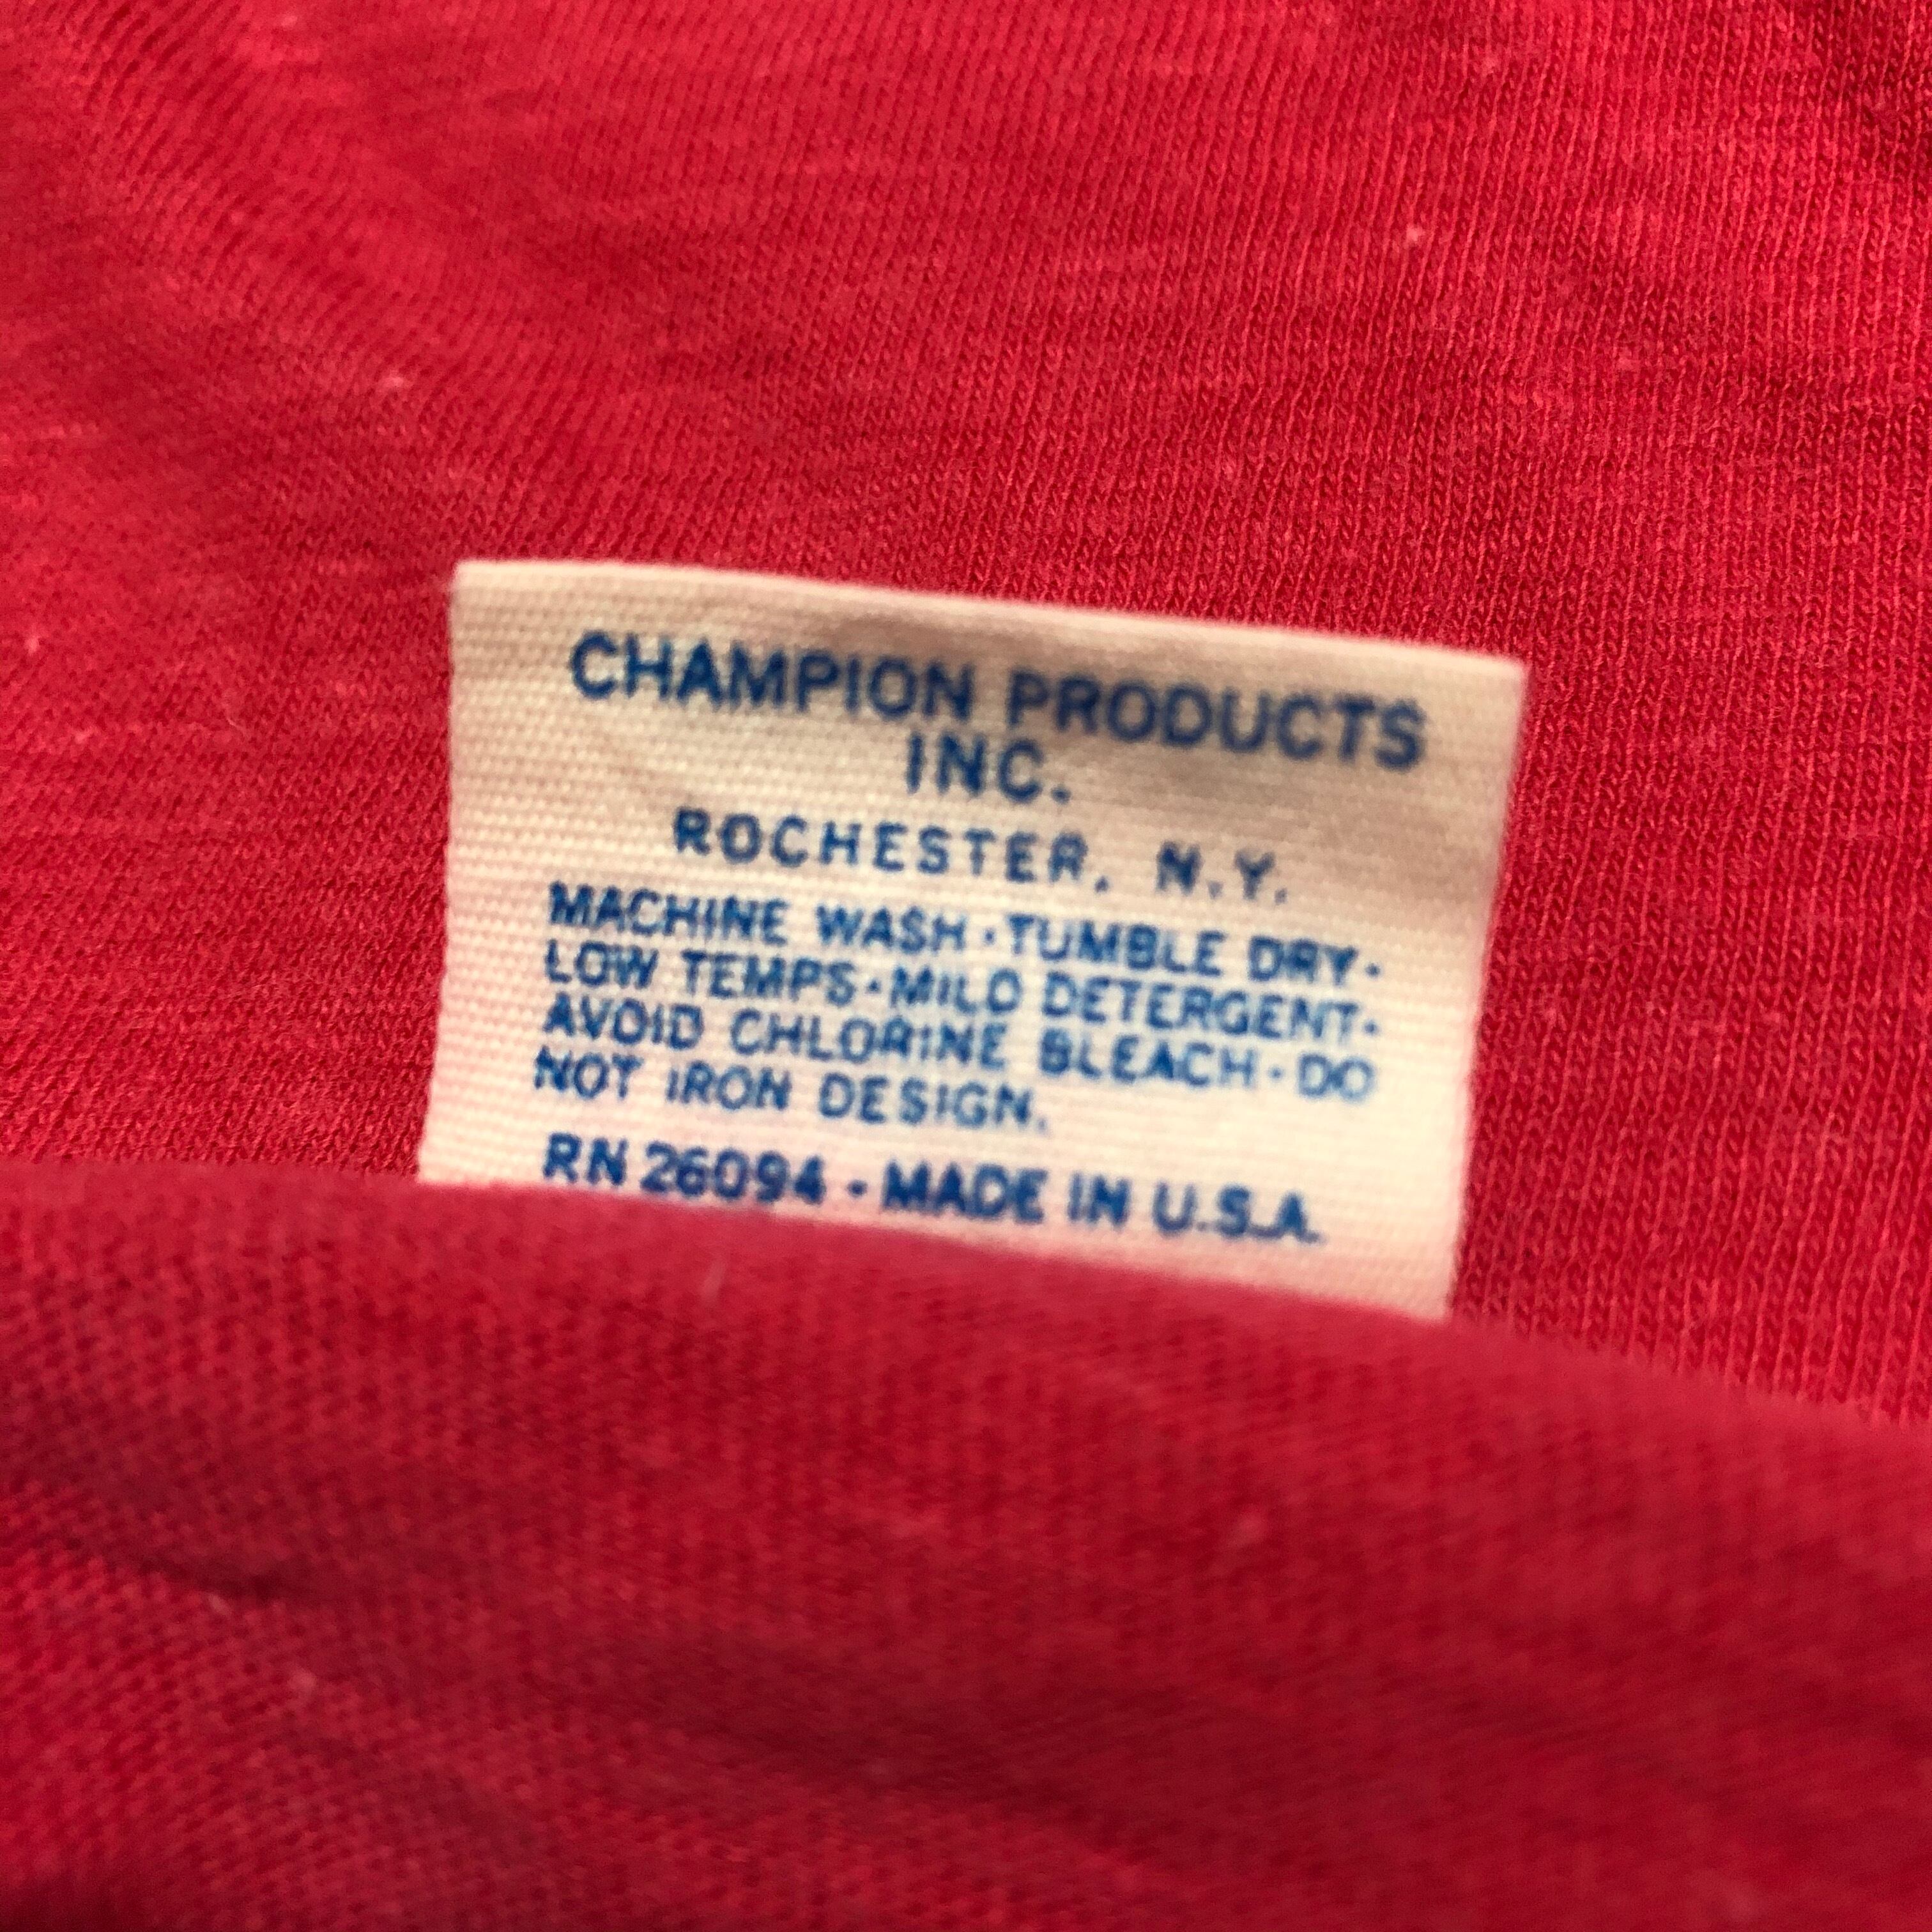 CHAMPION PRODUCTS
INC.
ROCHESTER, N.Y.
MACHINE WASH · TUMBLE DRY ·
LOW TEMPS · MILD DETERGENT ·
AVOID CHLORINE BLEACH · DO
NOT IRON DESIGN.
RN 26094 · MADE IN U.S.A.